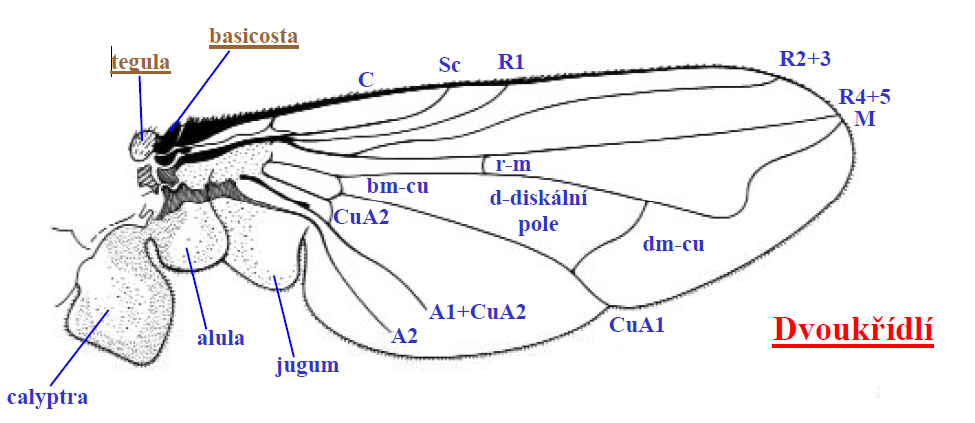 basicosta
tegula
C
Sc
R1
R2+3
R4+5
M
r-m
bm-cu
d-diskální
pole
CuA2
dm-cu
A1+CuA2
CuA1
A2
alula
jugum
calyptra
Dvoukřídlí